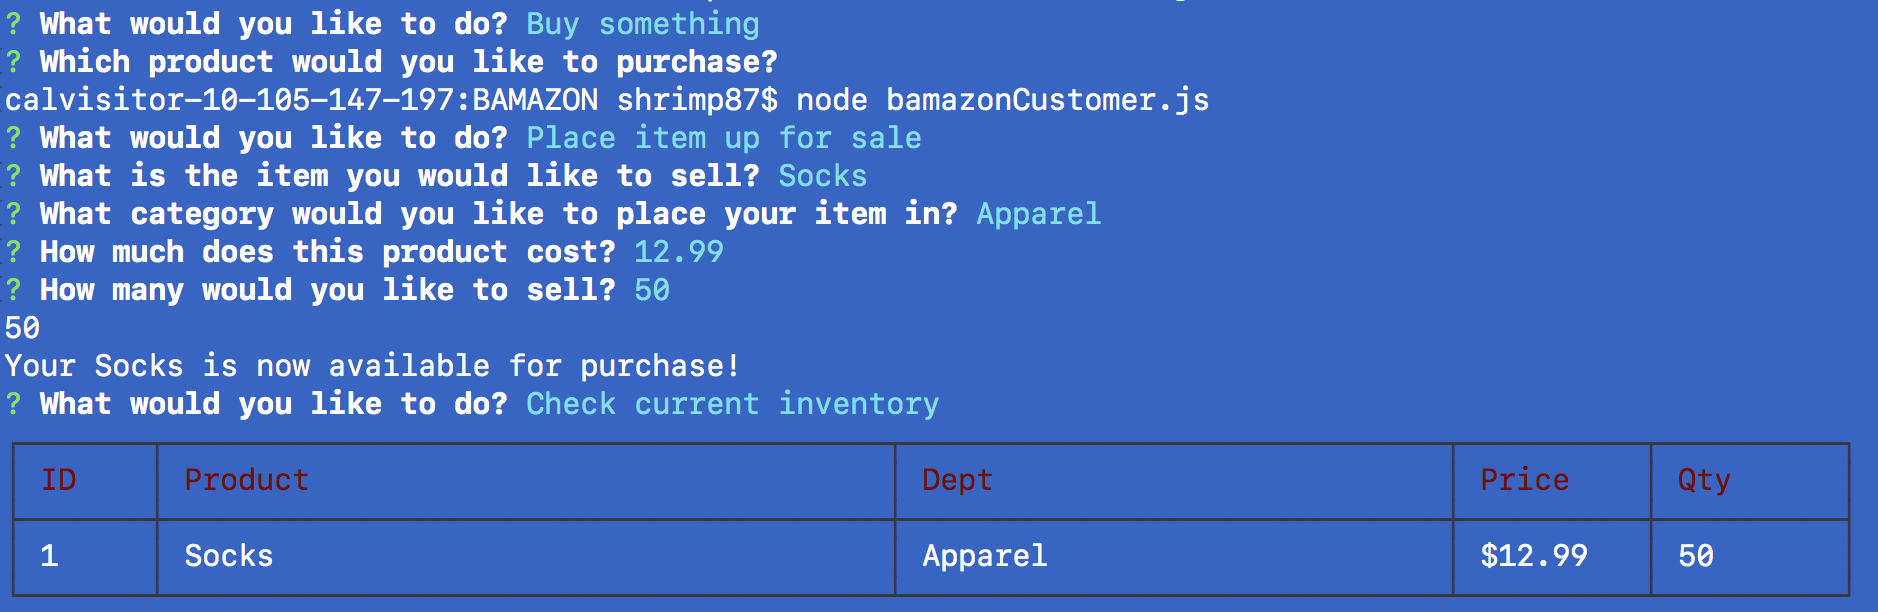 ? What would you like to do? Buy something
? Which product would you like to purchase?
calvisitor-10-105-147-197:BAMAZON shrimp87$ node bamazonCustomer.js
? What would you like to do? Place item up for sale
? What is the item you would like to sell? Socks
? What category would you like to place your item in? Apparel
? How much does this product cost? 12.99
? How many would you like to sell? 50
50
Your Socks is now available for purchase!
? What would you like to do? Check current inventory
ID Product Dept Price Qty
1 Socks Apparel $12.99 50